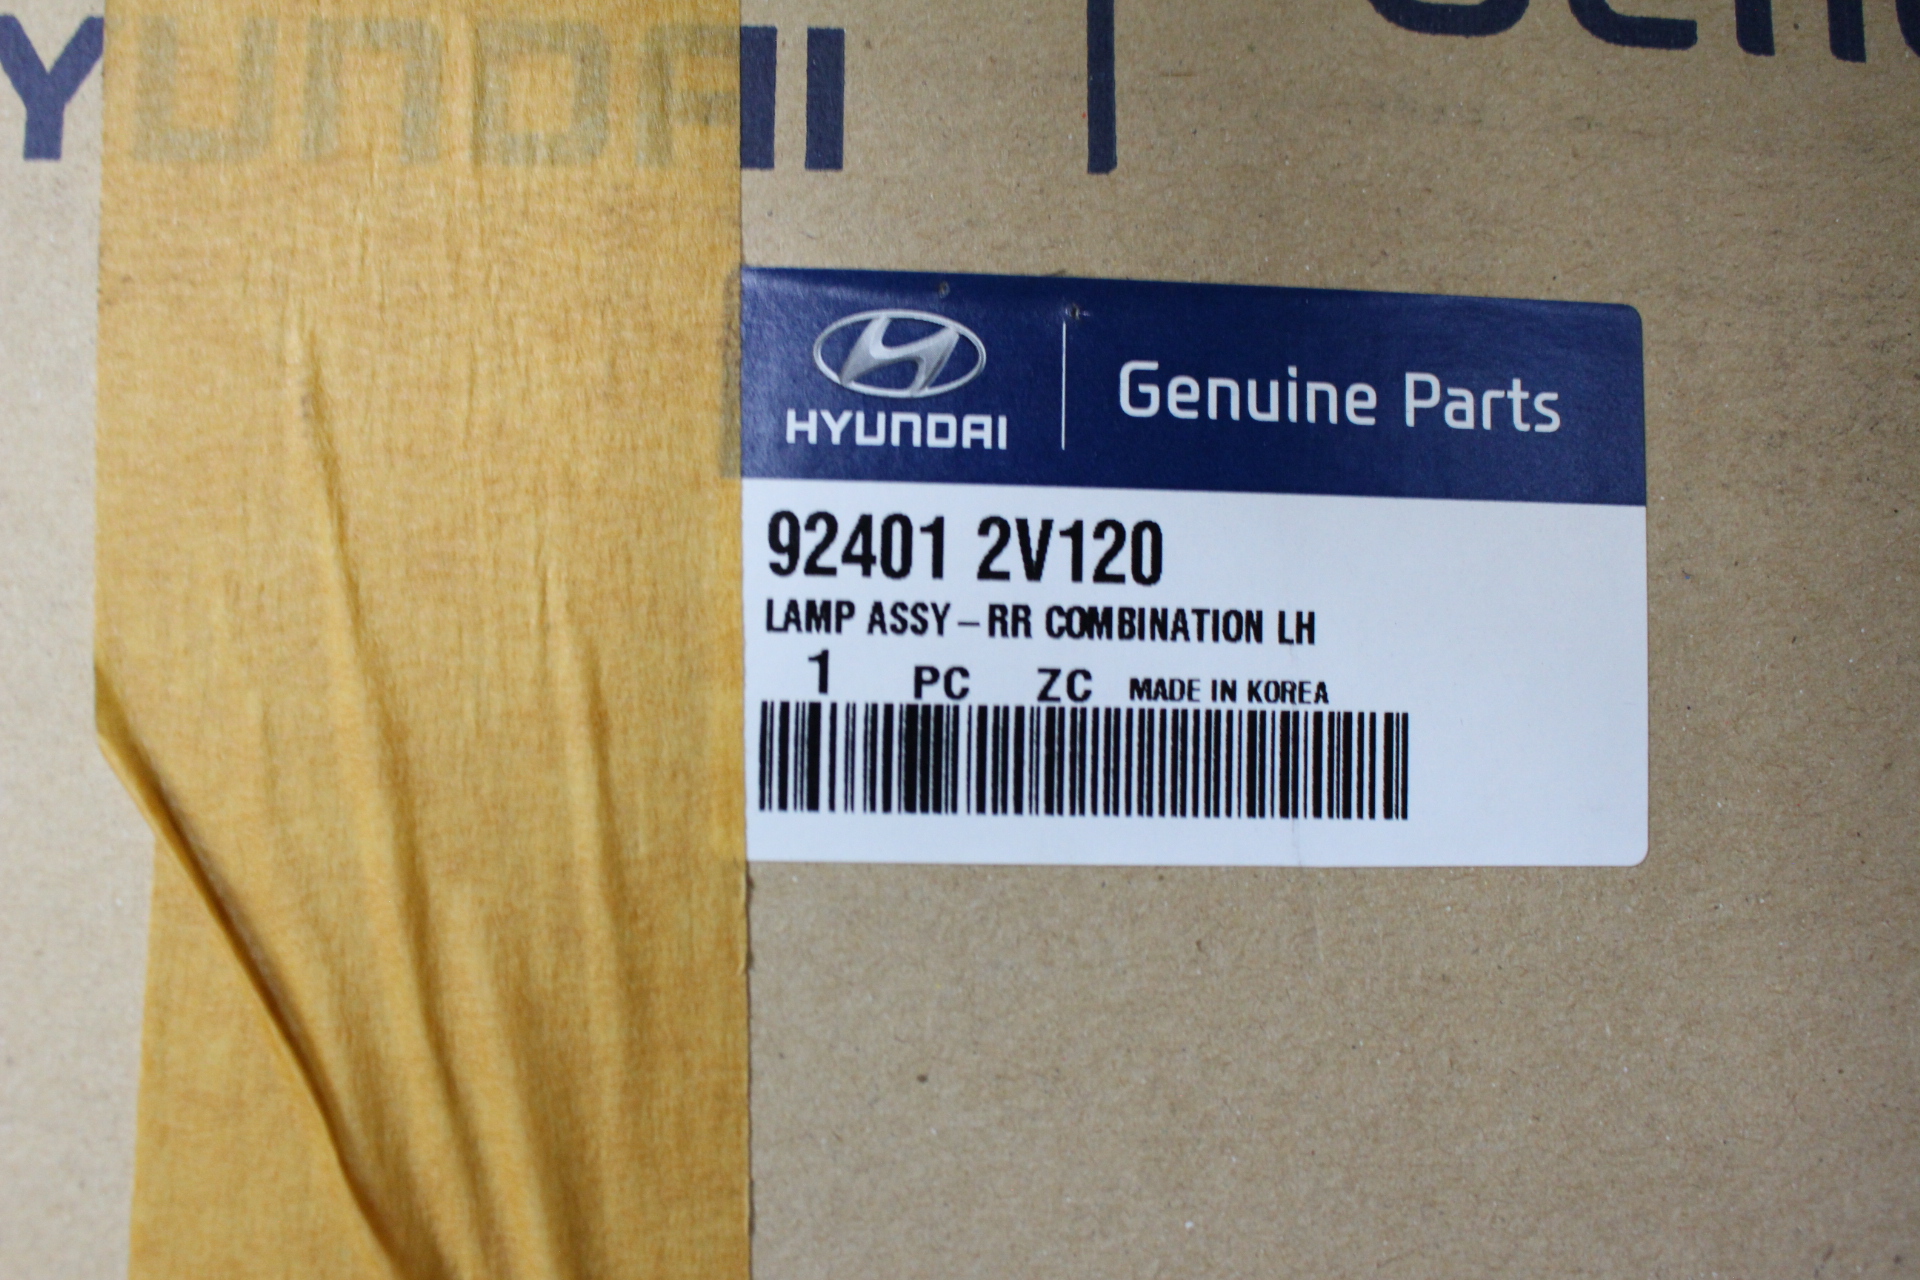 HYUNDAI
HYUNDAI
Genuine Parts
92401 2V120
LAMP ASSY-RR COMBINATION LH
1 PC ZC MADE IN KOREA